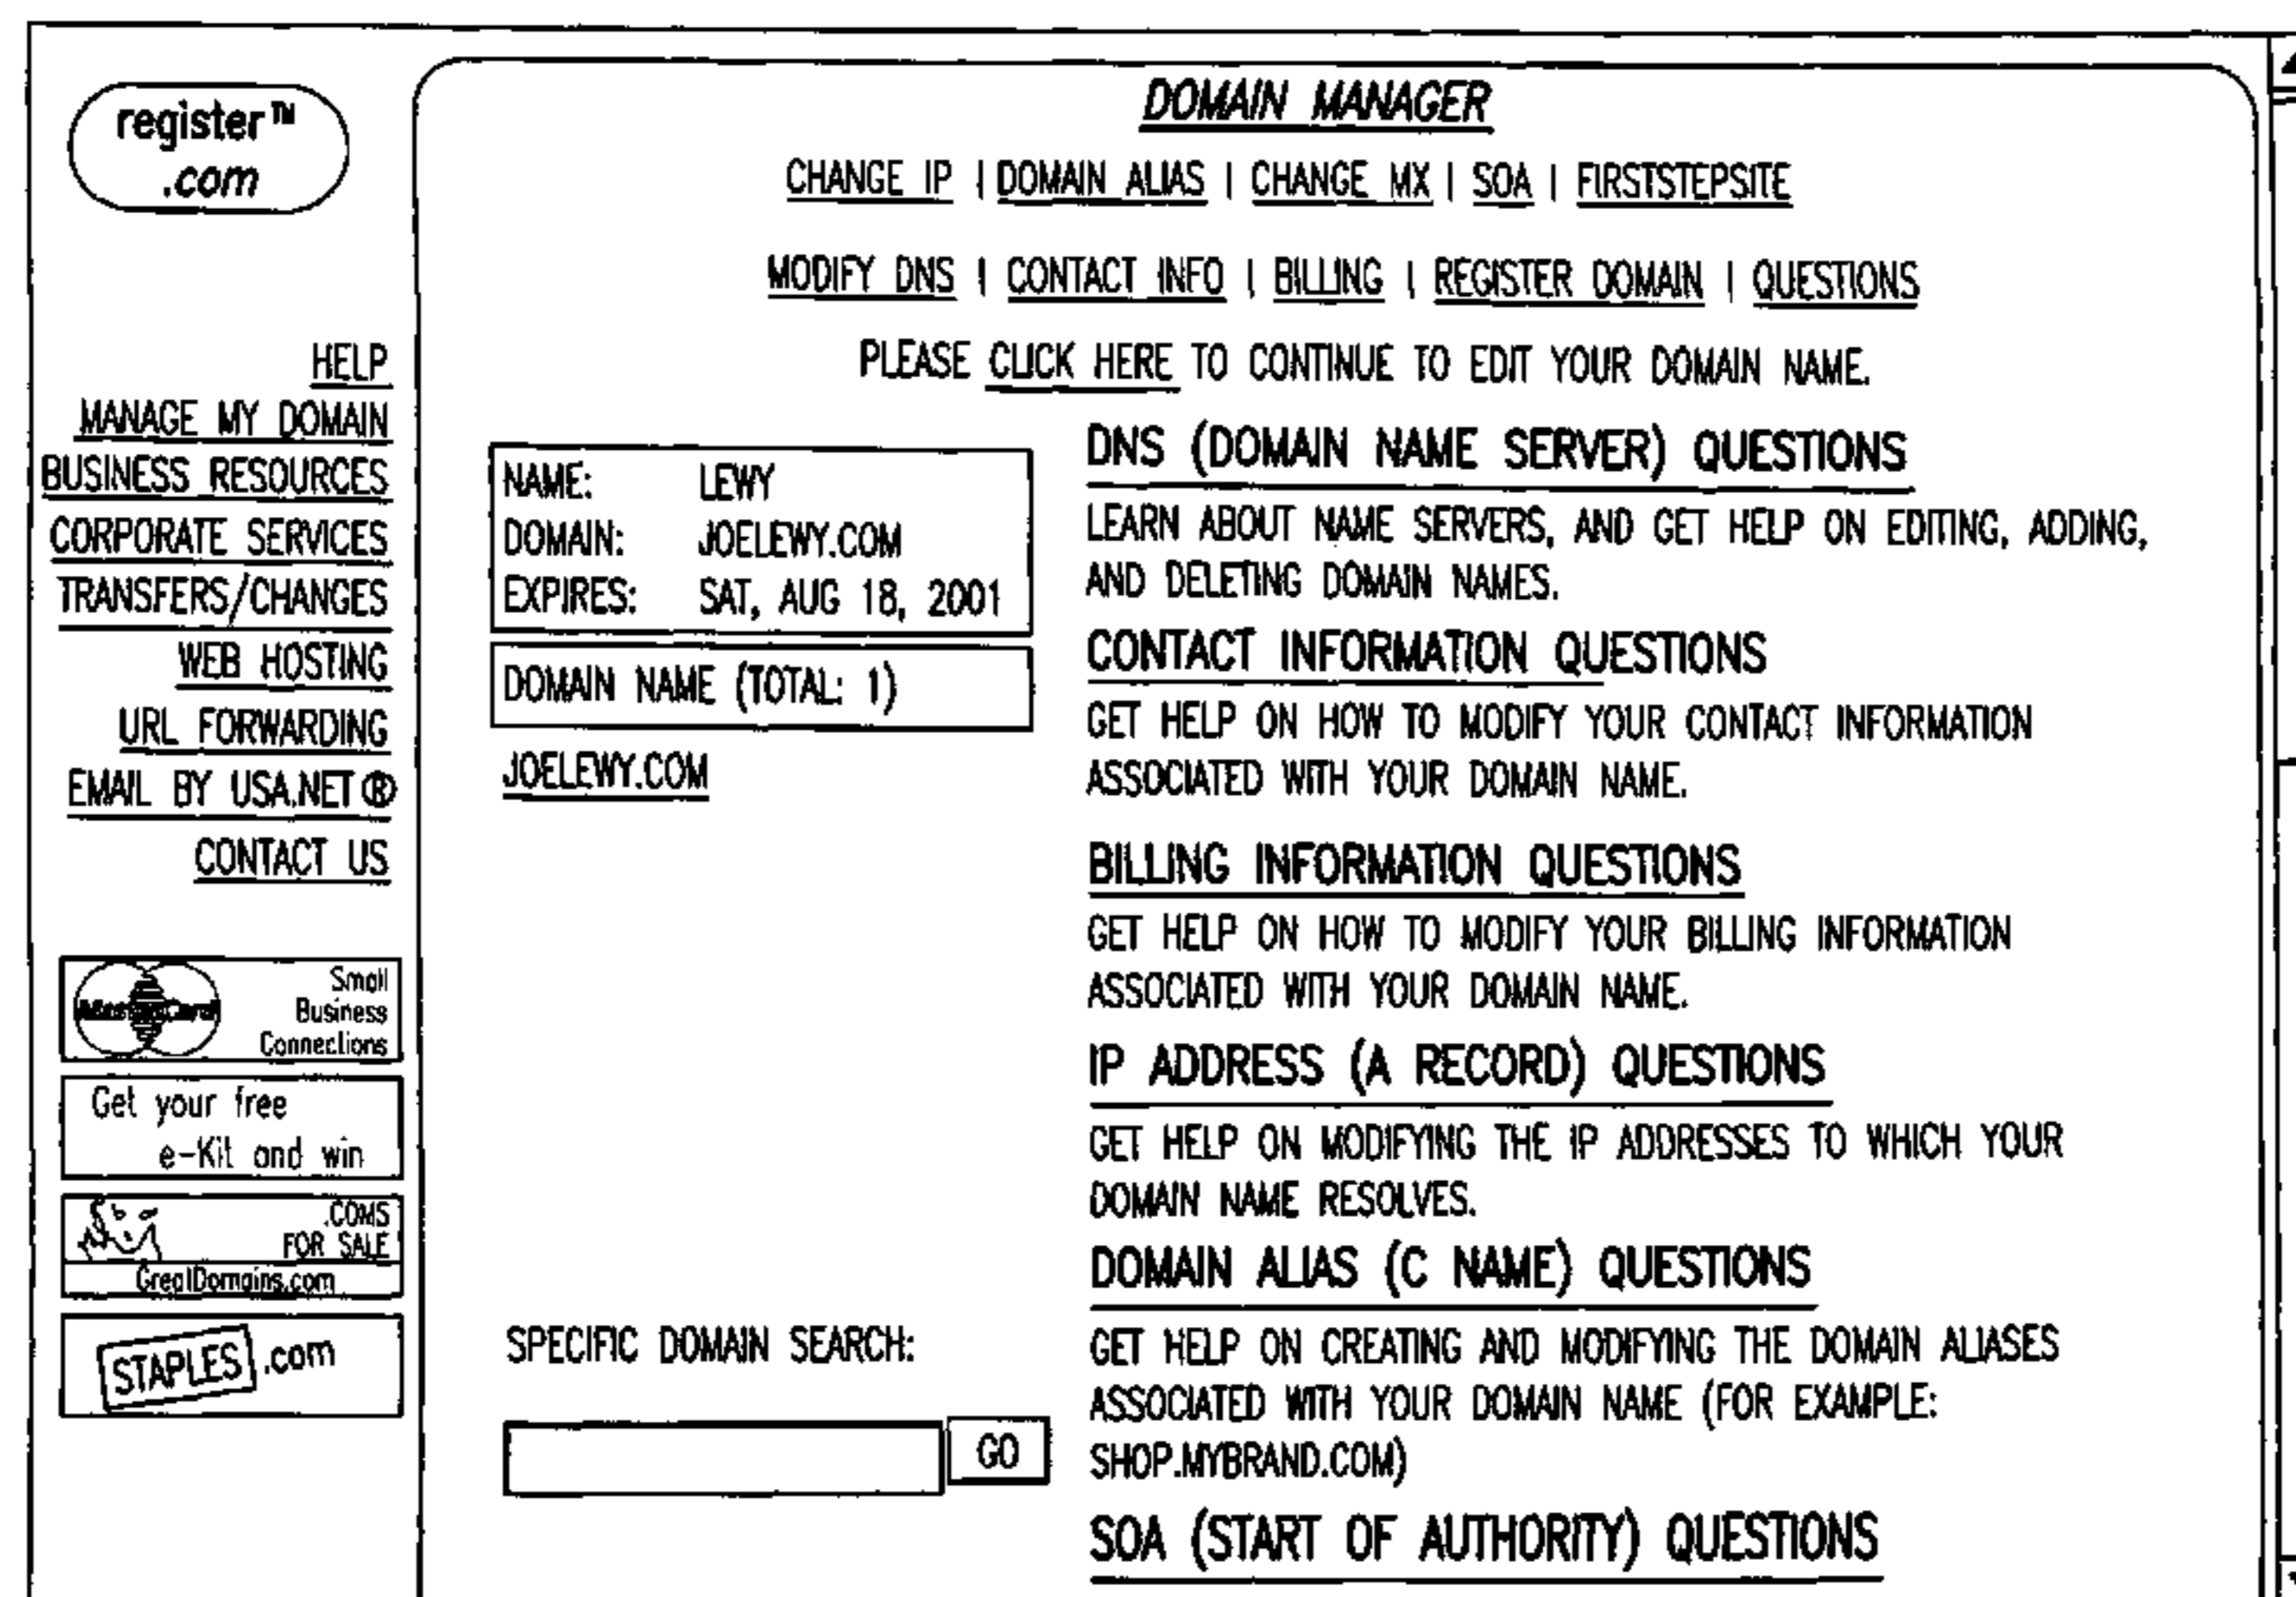 register™
.com
DOMAIN MANAGER
CHANGE IP | DOMAIN ALIAS | CHANGE MX | SOA | FIRSTSTEPSITE
MODIFY DNS | CONTACT INFO | BILLING | REGISTER DOMAIN | QUESTIONS
PLEASE CLICK HERE TO CONTINUE TO EDIT YOUR DOMAIN NAME.
HELP
MANAGE MY DOMAIN
BUSINESS RESOURCES
CORPORATE SERVICES
TRANSFERS/CHANGES
WEB HOSTING
URL FORWARDING
EMAIL BY USA.NET®
CONTACT US
MasterCard
Small
Business
Connections
Get your free
e-Kit and win
.COMS
FOR SALE
GreatDomains.com
STAPLES .com
NAME: LEWY
DOMAIN: JOELEWY.COM
EXPIRES: SAT, AUG 18, 2001
DOMAIN NAME (TOTAL: 1)
JOELEWY.COM
SPECIFIC DOMAIN SEARCH:
GO
DNS (DOMAIN NAME SERVER) QUESTIONS
LEARN ABOUT NAME SERVERS, AND GET HELP ON EDITING, ADDING,
AND DELETING DOMAIN NAMES.
CONTACT INFORMATION QUESTIONS
GET HELP ON HOW TO MODIFY YOUR CONTACT INFORMATION
ASSOCIATED WITH YOUR DOMAIN NAME.
BILLING INFORMATION QUESTIONS
GET HELP ON HOW TO MODIFY YOUR BILLING INFORMATION
ASSOCIATED WITH YOUR DOMAIN NAME.
IP ADDRESS (A RECORD) QUESTIONS
GET HELP ON MODIFYING THE IP ADDRESSES TO WHICH YOUR
DOMAIN NAME RESOLVES.
DOMAIN ALIAS (C NAME) QUESTIONS
GET HELP ON CREATING AND MODIFYING THE DOMAIN ALIASES
ASSOCIATED WITH YOUR DOMAIN NAME (FOR EXAMPLE:
SHOP.MYBRAND.COM)
SOA (START OF AUTHORITY) QUESTIONS